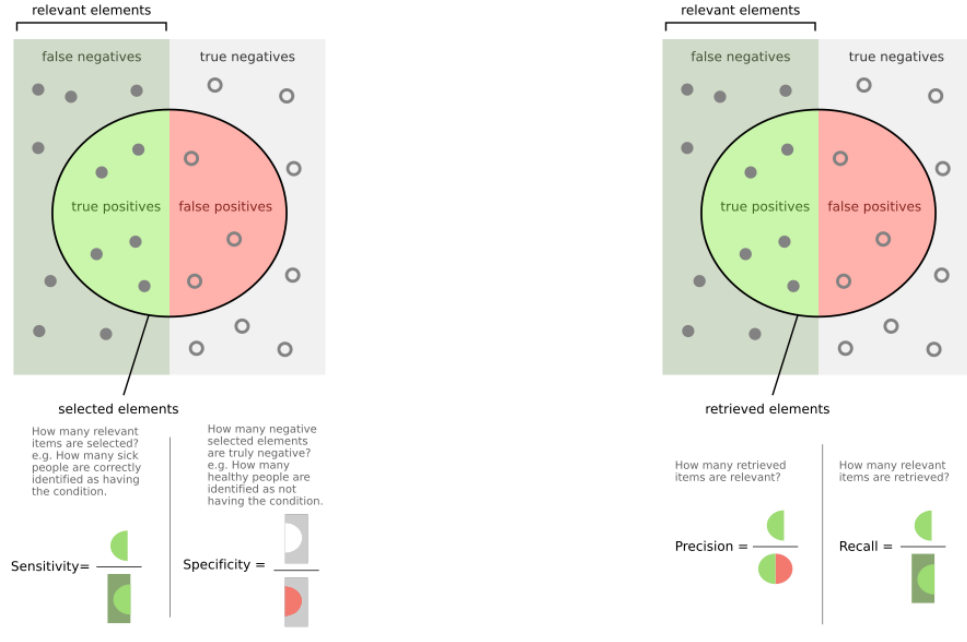 relevant elements
false negatives
true negatives
true positives
false positives
selected elements
How many relevant
items are selected?
e.g. How many sick
people are correctly
identified as having
the condition.
How many negative
selected elements
are truly negative?
e.g. How many
healthy people are
identified as not
having the condition.
Sensitivity=
Specificity =
relevant elements
false negatives
true negatives
true positives
false positives
retrieved elements
How many retrieved
items are relevant?
How many relevant
items are retrieved?
Precision =
Recall =